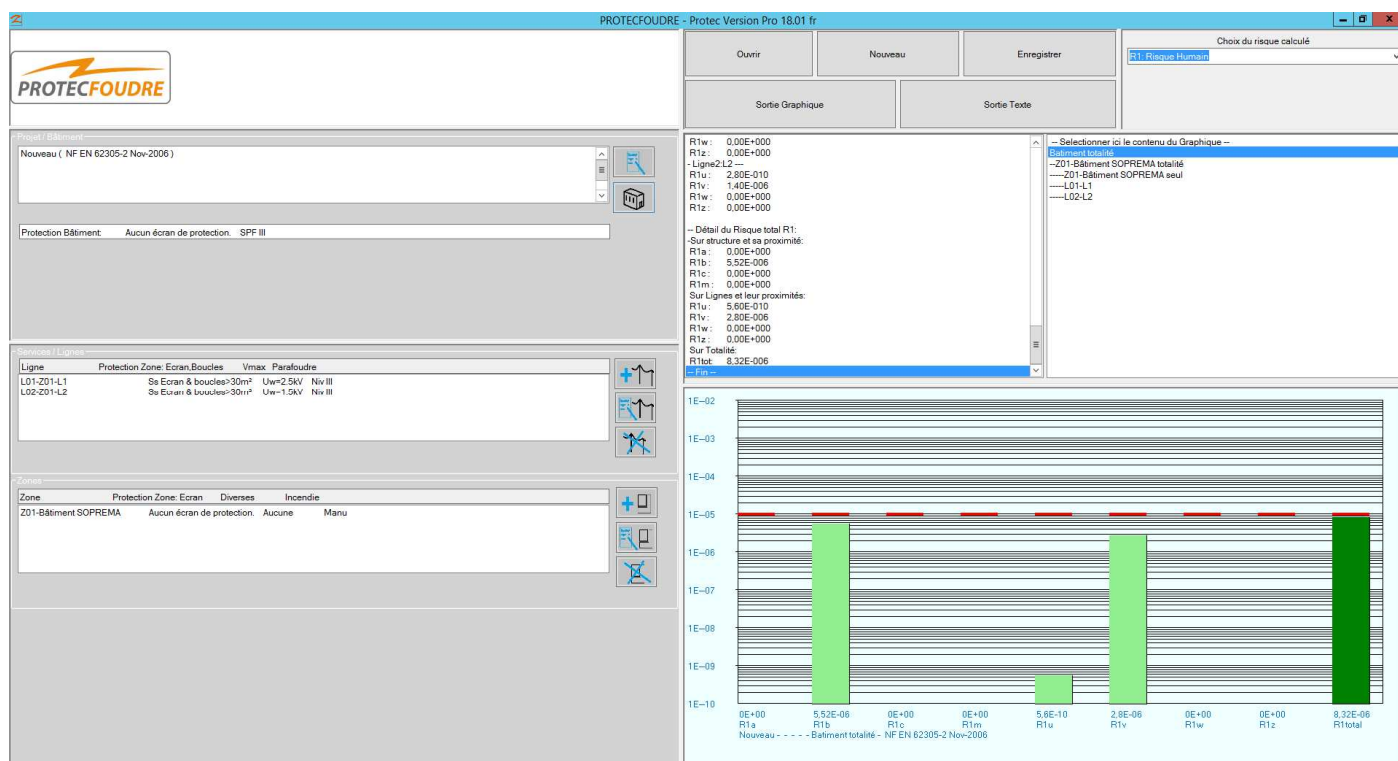 PROTECFOUDRE - Protec Version Pro 18.01 fr
PROTECFOUDRE
Ouvrir
Nouveau
Enregistrer
Sortie Graphique
Sortie Texte
Choix du risque calculé
R1: Risque Humain
Projet / Bâtiment
Nouveau ( NF EN 62305-2 Nov-2006 )
Protection Bâtiment: Aucun écran de protection. SPF III
Services / Lignes
Ligne Protection Zone: Ecran,Boucles Vmax Parafoudre
L01-Z01-L1 Ss Ecran & boucles>30m² Uw=2.5kV Niv III
L02-Z01-L2 Ss Ecran & boucles>30m² Uw=1.5kV Niv III
Zones
Zone Protection Zone: Ecran Diverses Incendie
Z01-Bâtiment SOPREMA Aucun écran de protection. Aucune Manu
R1w : 0,00E+000
R1z : 0,00E+000
- Ligne2:L2 ---
R1u : 2,80E-010
R1v : 1,40E-006
R1w : 0,00E+000
R1z : 0,00E+000
-- Détail du Risque total R1:
-Sur structure et sa proximité:
R1a : 0,00E+000
R1b : 5,52E-006
R1c : 0,00E+000
R1m : 0,00E+000
Sur Lignes et leur proximités:
R1u : 5,60E-010
R1v : 2,80E-006
R1w : 0,00E+000
R1z : 0,00E+000
Sur Totalité:
R1tot: 8,32E-006
-- Fin --
-- Selectionner ici le contenu du Graphique --
Batiment totalité
--Z01-Bâtiment SOPREMA totalité
-----Z01-Bâtiment SOPREMA seul
----L01-L1
----L02-L2
1E-02
1E-03
1E-04
1E-05
1E-06
1E-07
1E-08
1E-09
1E-10
0E+00 5,52E-06 0E+00 0E+00 5,6E-10 2,8E-06 0E+00 0E+00 8,32E-06
R1a R1b R1c R1m R1u R1v R1w R1z R1total
Nouveau - - - - - Batiment totalité - NF EN 62305-2 Nov-2006